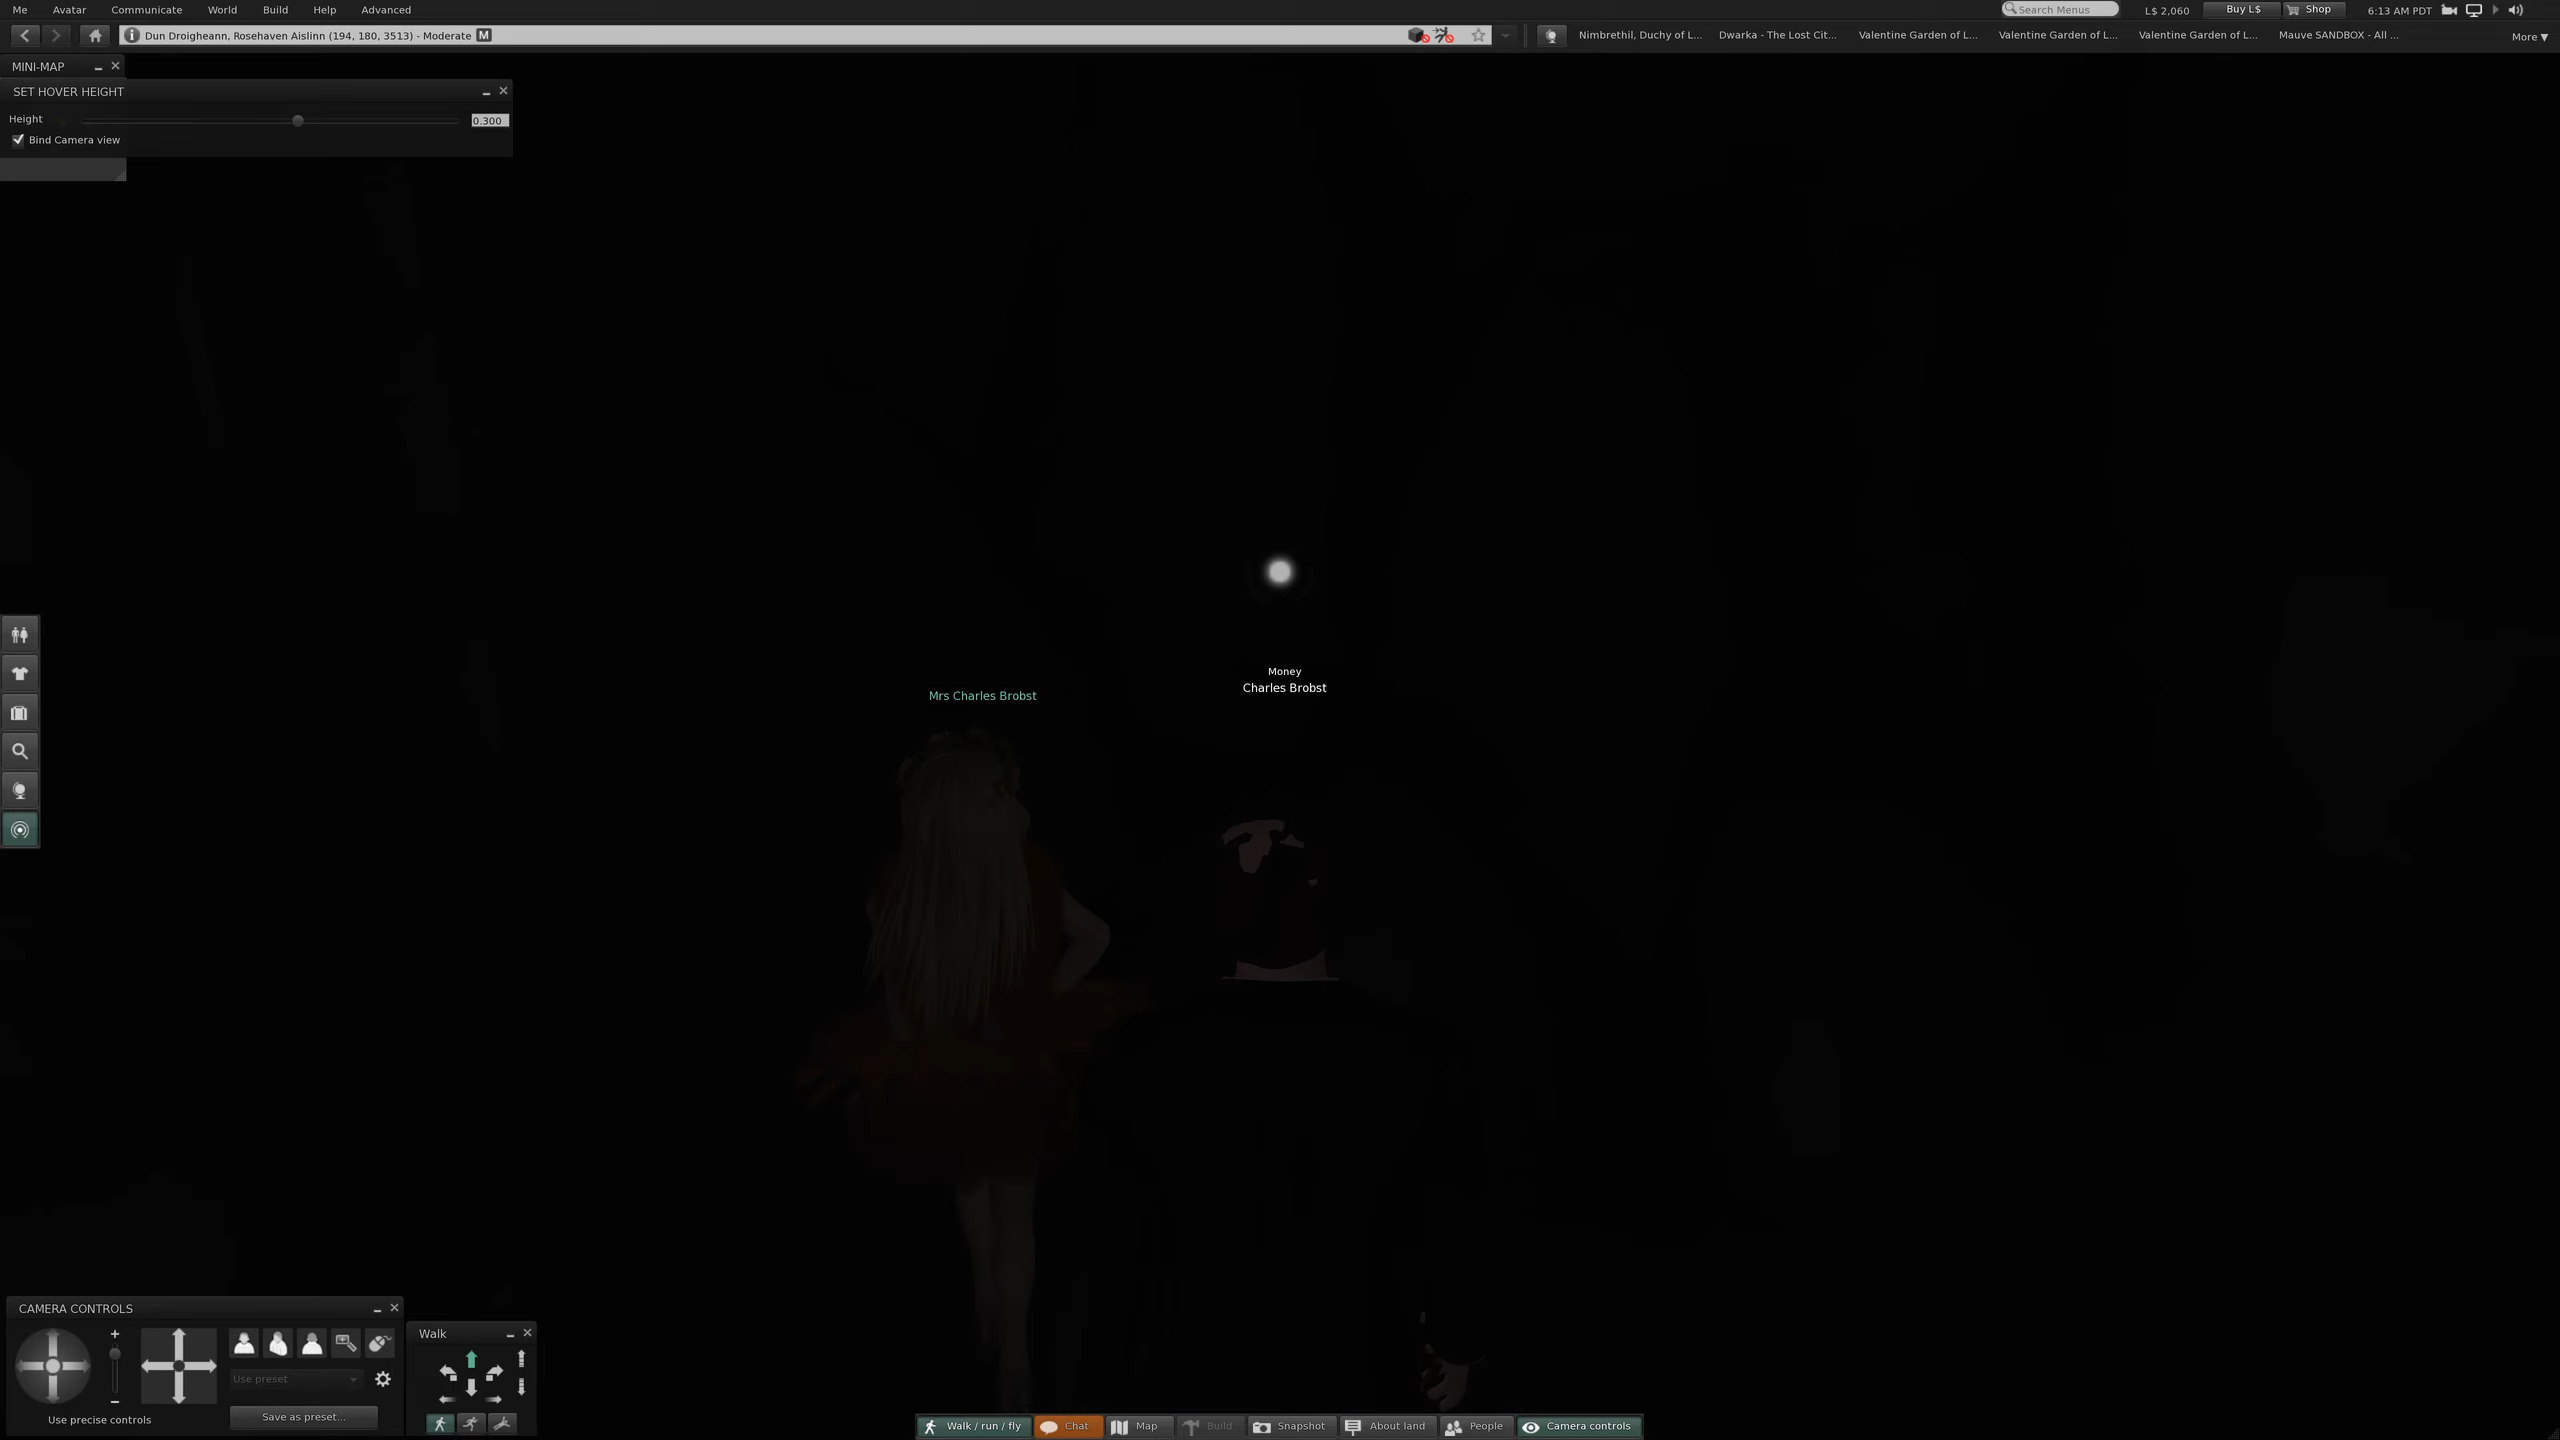 Me Avatar Communicate World Build Help Advanced
Search Menus L$ 2,060 Buy L$ Shop 6:13 AM PDT
Dun Droigheann, Rosehaven Aislinn (194, 180, 3513) - Moderate M
Nimbrethil, Duchy of L... Dwarka - The Lost Cit... Valentine Garden of L... Valentine Garden of L... Valentine Garden of L... Mauve SANDBOX - All ... More
MINI-MAP
SET HOVER HEIGHT
Height 0.300
Bind Camera view
Money
Charles Brobst
Mrs Charles Brobst
CAMERA CONTROLS
Use preset
Use precise controls
Save as preset...
Walk
Walk / run / fly Chat Map Build Snapshot About land People Camera controls